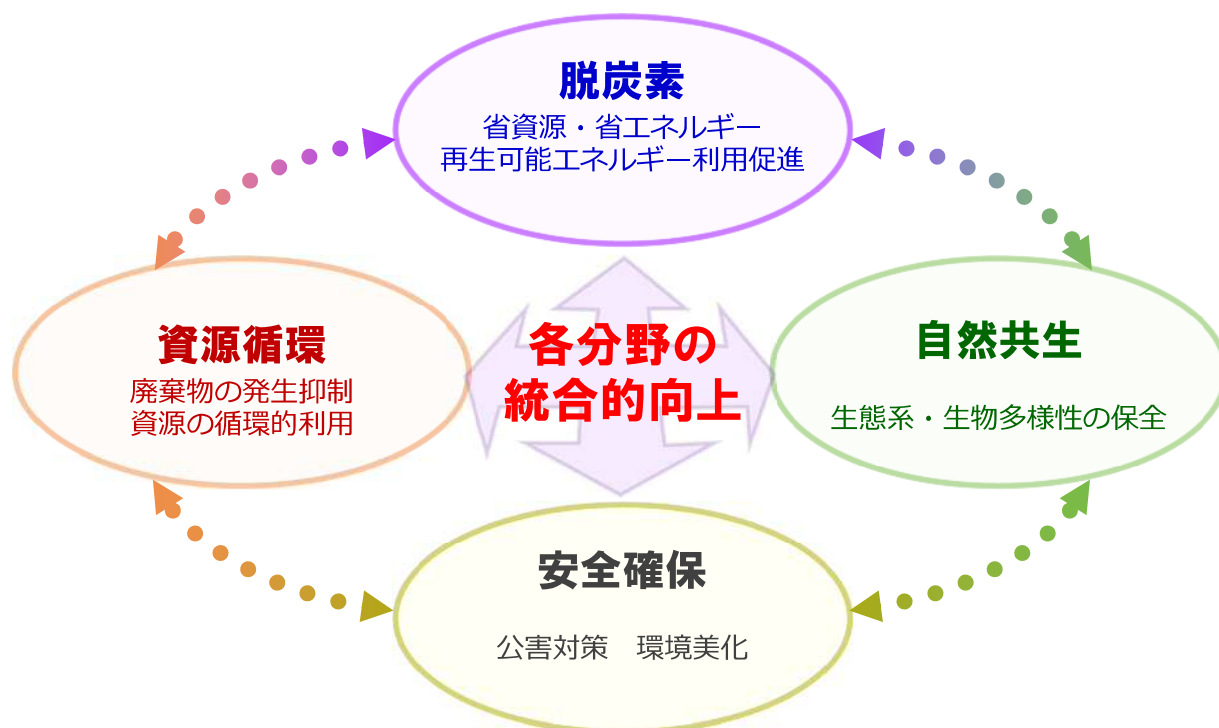 脱炭素
省資源・省エネルギー
再生可能エネルギー利用促進
資源循環
廃棄物の発生抑制
資源の循環的利用
各分野の
統合的向上
自然共生
生態系・生物多様性の保全
安全確保
公害対策　環境美化